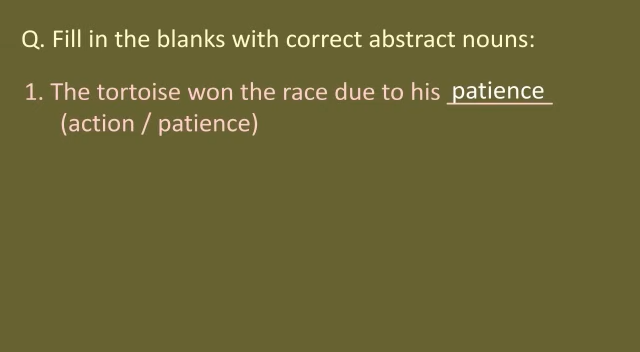 Q. Fill in the blanks with correct abstract nouns:
1. The tortoise won the race due to his patience
(action / patience)